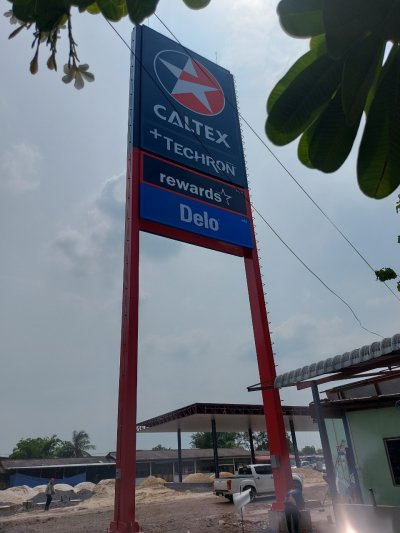 CALTEX
+TECHRON
rewards
Delo